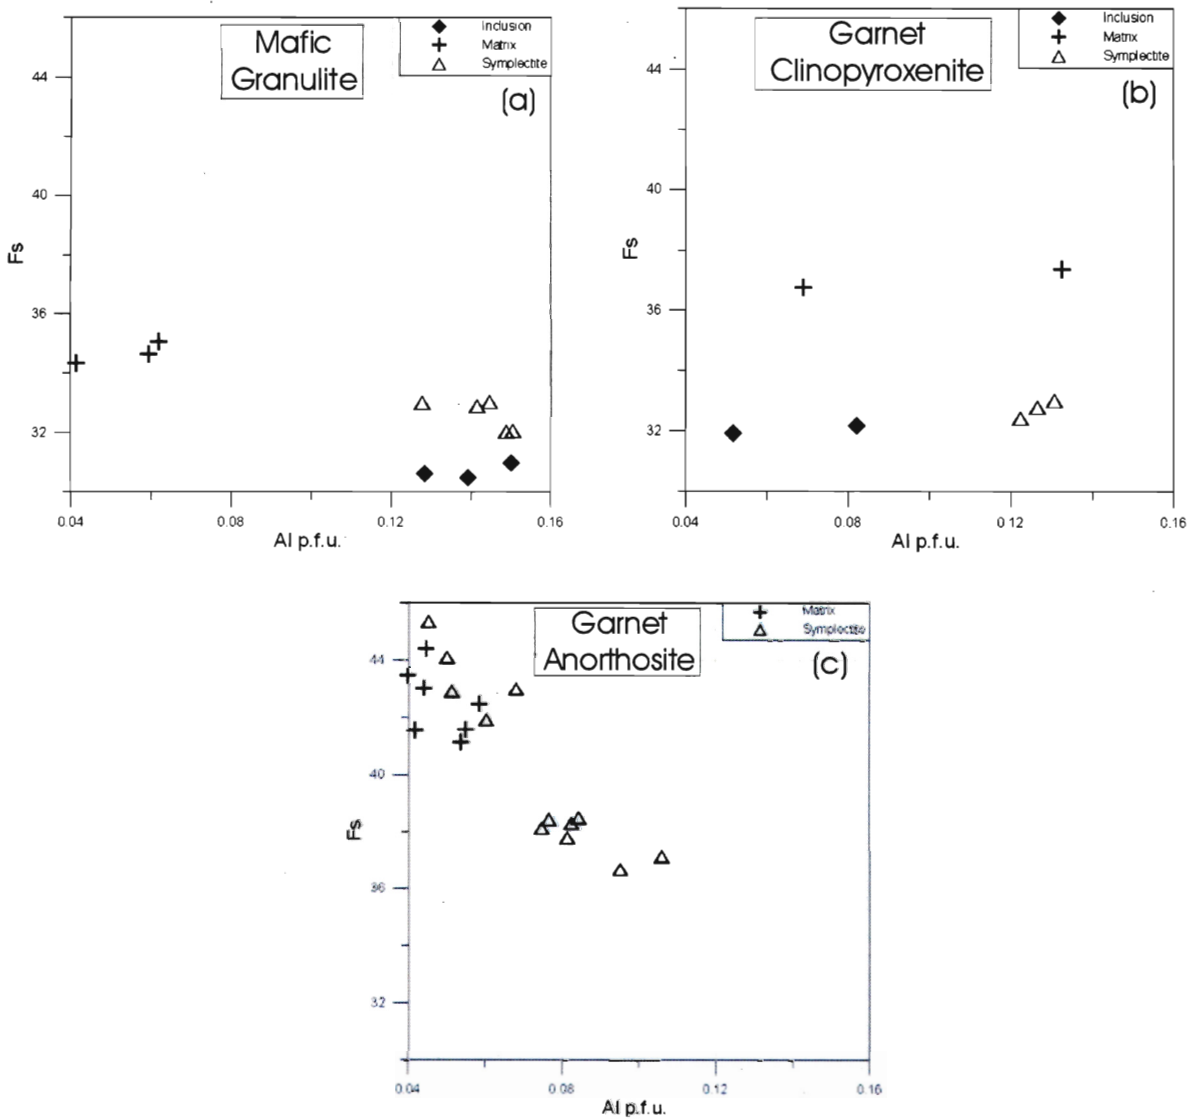 Mafic
Granulite
Inclusion
Matrix
Symplectite
(a)
44
40
36
32
Fs
0.04
0.08
0.12
0.16
Al p.f.u.
Garnet
Clinopyroxenite
Inclusion
Matrix
Symplectite
(b)
44
40
36
32
Fs
0.04
0.08
0.12
0.16
Al p.f.u.
Garnet
Anorthosite
Matrix
Symplectite
(c)
44
40
36
32
Fs
0.04
0.08
0.12
0.16
Al p.f.u.